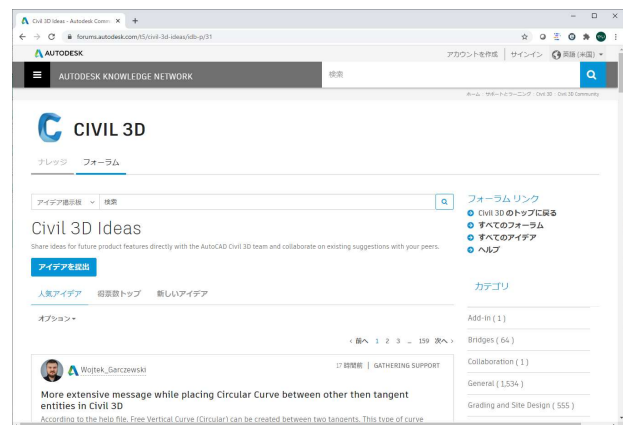 Civil 3D Ideas - Autodesk Comm
forums.autodesk.com/t5/civil-3d-ideas/idb-p/31
AUTODESK
アカウントを作成 サインイン 英語 (米国)
AUTODESK KNOWLEDGE NETWORK
検索
ホーム
Civil 3D
Civil 3D Community
CIVIL 3D
ナレッジ フォーラム
アイデア掲示板 検索
フォーラム リンク
Civil 3D のトップに戻る
すべてのフォーラム
すべてのアイデア
ヘルプ
Civil 3D Ideas
Share ideas for future product features directly with the AutoCAD Civil 3D team and collaborate on existing suggestions with your peers.
アイデアを提出
人気アイデア 得票数トップ 新しいアイデア
カテゴリ
オプション
Add-in ( 1 )
‹ 前へ 1 2 3 … 159 次へ ›
Bridges ( 64 )
Wojtek_Garczewski
17 時間前 | GATHERING SUPPORT
Collaboration ( 1 )
General ( 1,534 )
More extensive message while placing Circular Curve between other then tangent
entities in Civil 3D
Grading and Site Design ( 555 )
According to the help file, Free Vertical Curve (Circular) can be created between two tangents. This type of curve